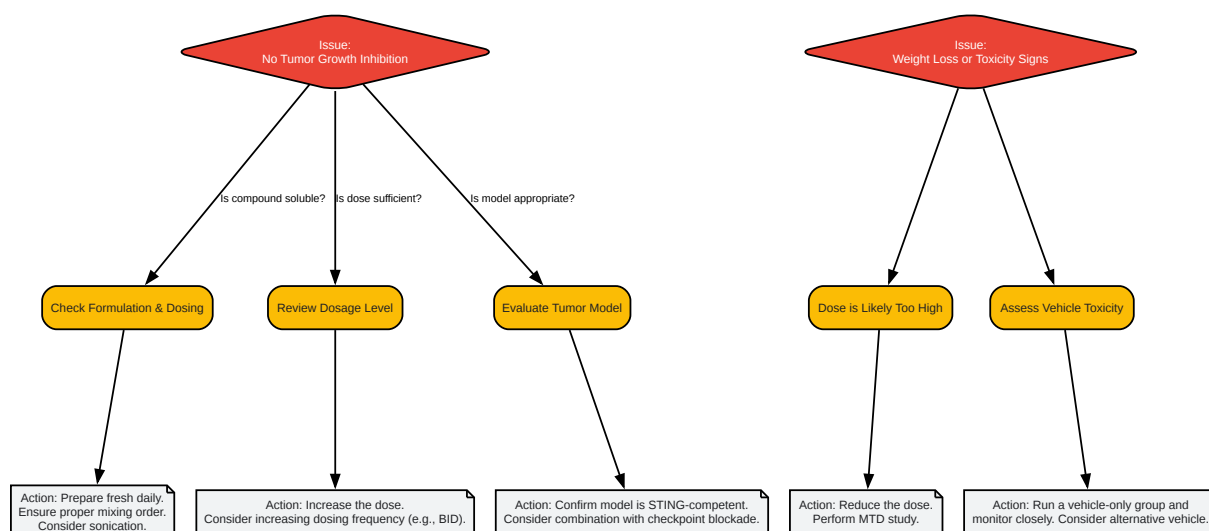 Issue:
No Tumor Growth Inhibition
Issue:
Weight Loss or Toxicity Signs
Is compound soluble?
Is dose sufficient?
Is model appropriate?
Check Formulation & Dosing
Review Dosage Level
Evaluate Tumor Model
Dose is Likely Too High
Assess Vehicle Toxicity
Action: Prepare fresh daily.
Ensure proper mixing order.
Consider sonication.
Action: Increase the dose.
Consider increasing dosing frequency (e.g., BID).
Action: Confirm model is STING-competent.
Consider combination with checkpoint blockade.
Action: Reduce the dose.
Perform MTD study.
Action: Run a vehicle-only group and
monitor closely. Consider alternative vehicle.